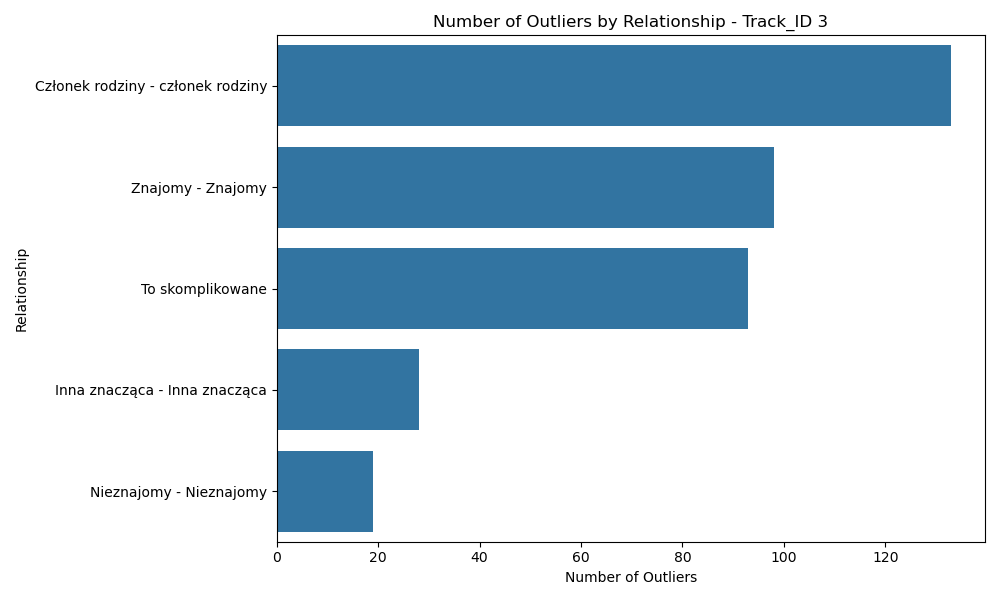 Number of Outliers by Relationship - Track_ID 3
Relationship
Członek rodziny - członek rodziny
Znajomy - Znajomy
To skomplikowane
Inna znacząca - Inna znacząca
Nieznajomy - Nieznajomy
0 20 40 60 80 100 120
Number of Outliers